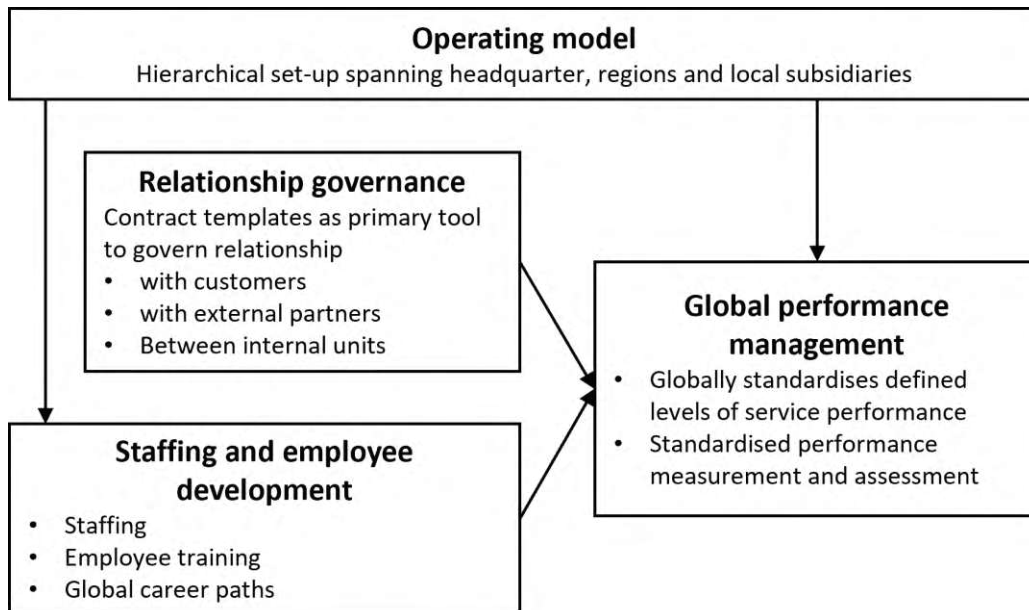 Operating model
Hierarchical set-up spanning headquarter, regions and local subsidiaries
Relationship governance
Contract templates as primary tool
to govern relationship
• with customers
• with external partners
• Between internal units
Global performance
management
• Globally standardises defined
levels of service performance
• Standardised performance
measurement and assessment
Staffing and employee
development
• Staffing
• Employee training
• Global career paths